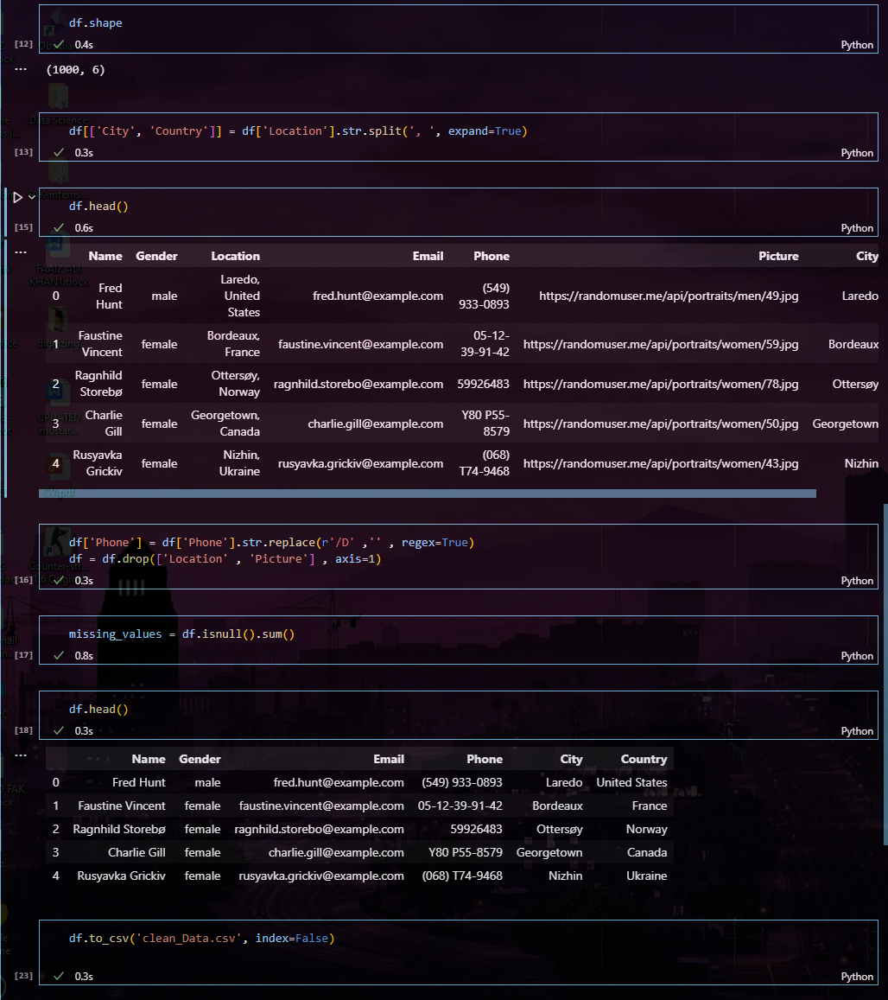 df.shape
[12] 0.4s Python
(1000, 6)
df[['City', 'Country']] = df['Location'].str.split(', ', expand=True)
[13] 0.3s Python
df.head()
[15] 0.6s Python
Name Gender Location Email Phone Picture City
0 Fred Hunt male Laredo, United States fred.hunt@example.com (549) 933-0893 https://randomuser.me/api/portraits/men/49.jpg Laredo
1 Faustine Vincent female Bordeaux, France faustine.vincent@example.com 05-12-39-91-42 https://randomuser.me/api/portraits/women/59.jpg Bordeaux
2 Ragnhild Storebø female Ottersøy, Norway ragnhild.storebo@example.com 59926483 https://randomuser.me/api/portraits/women/78.jpg Ottersøy
3 Charlie Gill female Georgetown, Canada charlie.gill@example.com Y80 P55-8579 https://randomuser.me/api/portraits/women/50.jpg Georgetown
4 Rusyavka Grickiv female Nizhin, Ukraine rusyavka.grickiv@example.com (068) T74-9468 https://randomuser.me/api/portraits/women/43.jpg Nizhin
df['Phone'] = df['Phone'].str.replace(r'/D' ,'' , regex=True)
df = df.drop(['Location' , 'Picture'] , axis=1)
[16] 0.3s Python
missing_values = df.isnull().sum()
[17] 0.8s Python
df.head()
[18] 0.3s Python
Name Gender Email Phone City Country
0 Fred Hunt male fred.hunt@example.com (549) 933-0893 Laredo United States
1 Faustine Vincent female faustine.vincent@example.com 05-12-39-91-42 Bordeaux France
2 Ragnhild Storebø female ragnhild.storebo@example.com 59926483 Ottersøy Norway
3 Charlie Gill female charlie.gill@example.com Y80 P55-8579 Georgetown Canada
4 Rusyavka Grickiv female rusyavka.grickiv@example.com (068) T74-9468 Nizhin Ukraine
df.to_csv('clean_Data.csv', index=False)
[23] 0.3s Python